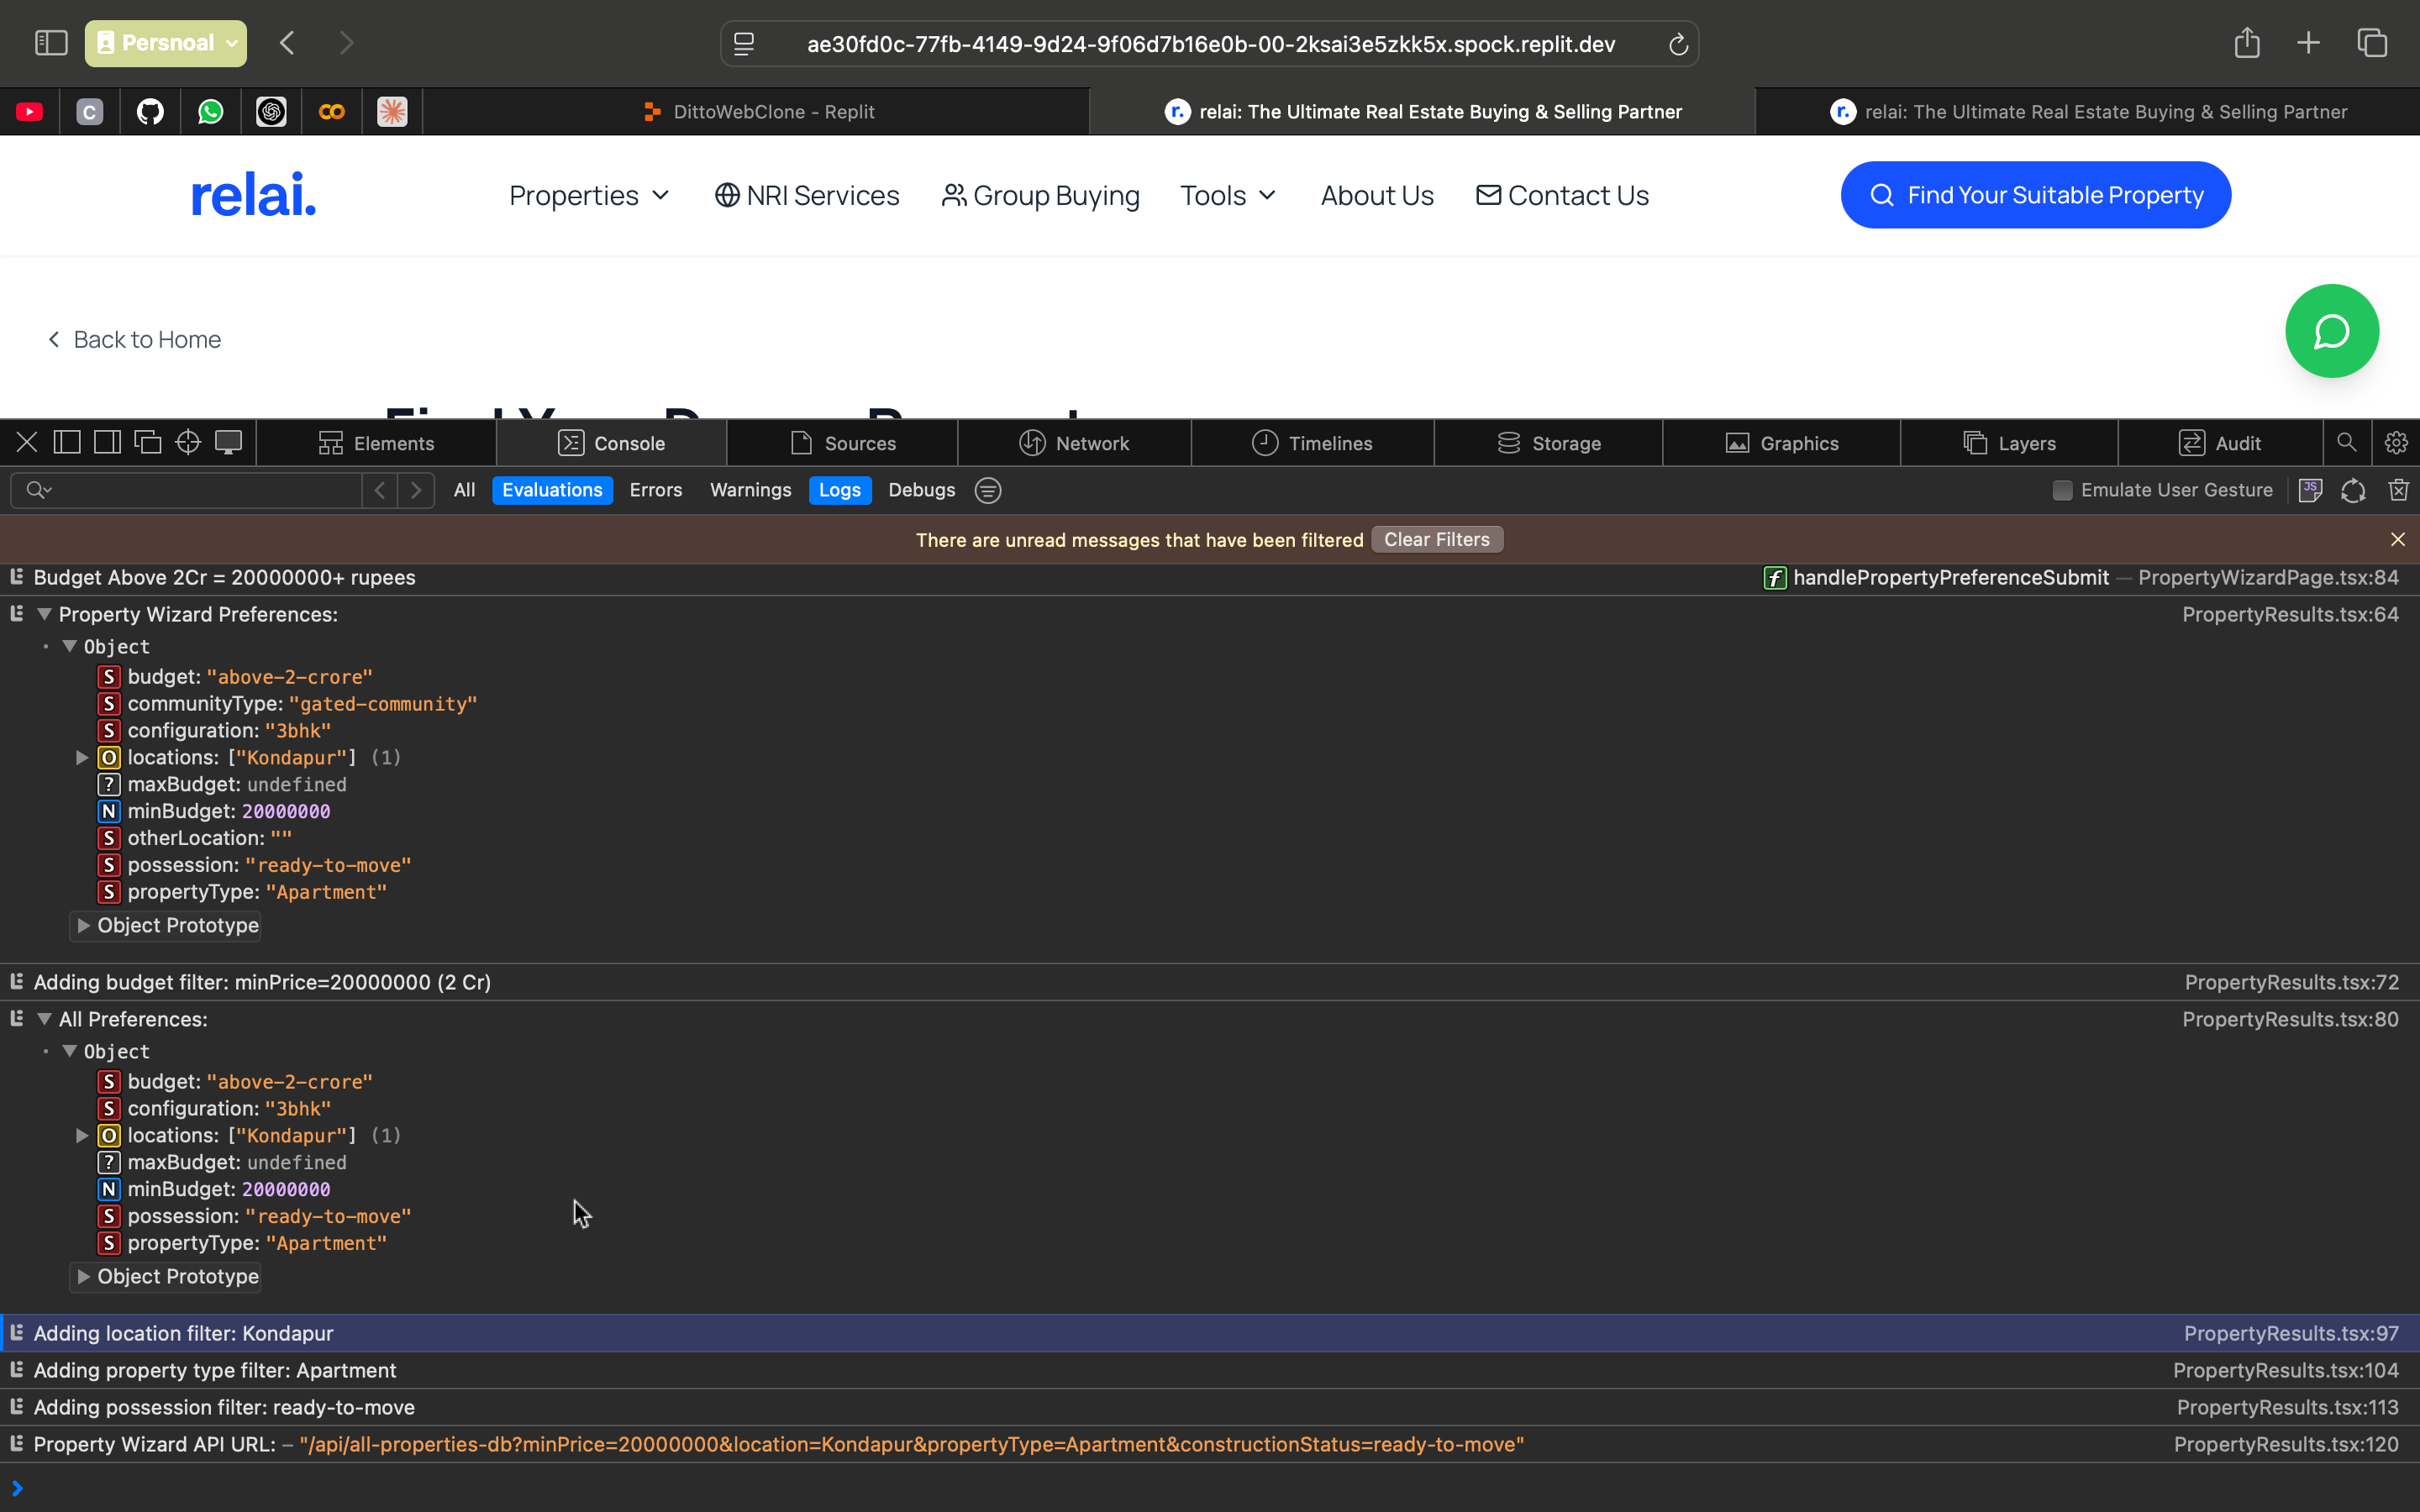 Persnoal
ae30fd0c-77fb-4149-9d24-9f06d7b16e0b-00-2ksai3e5zkk5x.spock.replit.dev
C
DittoWebClone - Replit
r. relai: The Ultimate Real Estate Buying & Selling Partner
r. relai: The Ultimate Real Estate Buying & Selling Partner
relai.
Properties
NRI Services
Group Buying
Tools
About Us
Contact Us
Find Your Suitable Property
Back to Home
Elements
Console
Sources
Network
Timelines
Storage
Graphics
Layers
Audit
All
Evaluations
Errors
Warnings
Logs
Debugs
Emulate User Gesture
JS
There are unread messages that have been filtered Clear Filters
Budget Above 2Cr = 20000000+ rupees
f handlePropertyPreferenceSubmit — PropertyWizardPage.tsx:84
Property Wizard Preferences:
PropertyResults.tsx:64
Object
S budget: "above-2-crore"
S communityType: "gated-community"
S configuration: "3bhk"
O locations: ["Kondapur"] (1)
? maxBudget: undefined
N minBudget: 20000000
S otherLocation: ""
S possession: "ready-to-move"
S propertyType: "Apartment"
Object Prototype
Adding budget filter: minPrice=20000000 (2 Cr)
PropertyResults.tsx:72
All Preferences:
PropertyResults.tsx:80
Object
S budget: "above-2-crore"
S configuration: "3bhk"
O locations: ["Kondapur"] (1)
? maxBudget: undefined
N minBudget: 20000000
S possession: "ready-to-move"
S propertyType: "Apartment"
Object Prototype
Adding location filter: Kondapur
PropertyResults.tsx:97
Adding property type filter: Apartment
PropertyResults.tsx:104
Adding possession filter: ready-to-move
PropertyResults.tsx:113
Property Wizard API URL: – "/api/all-properties-db?minPrice=20000000&location=Kondapur&propertyType=Apartment&constructionStatus=ready-to-move"
PropertyResults.tsx:120